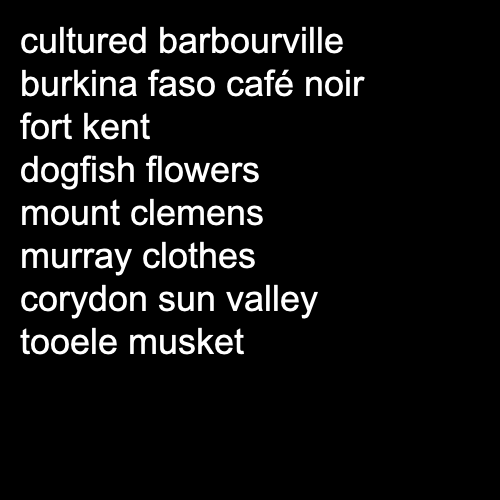 cultured barbourville
burkina faso café noir
fort kent
dogfish flowers
mount clemens
murray clothes
corydon sun valley
tooele musket